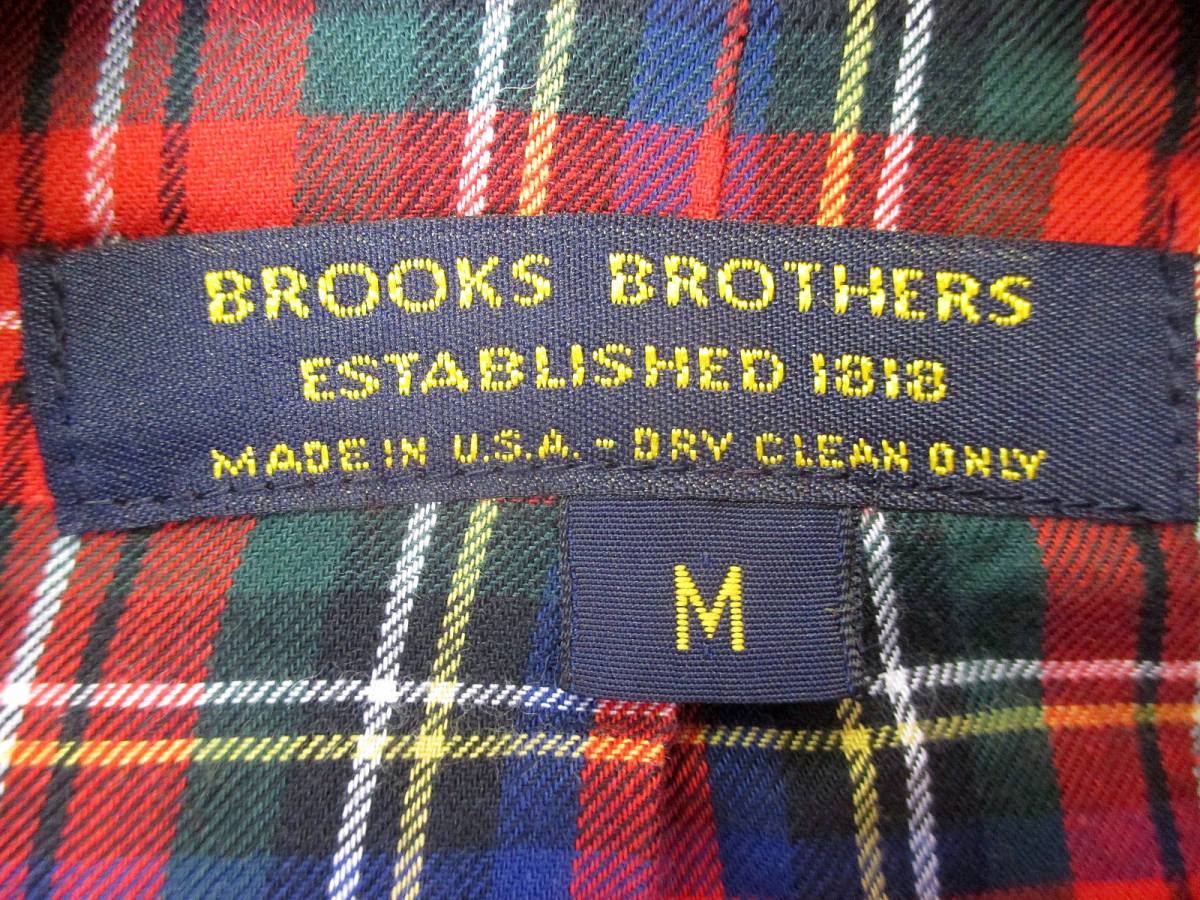 BROOKS BROTHERS
ESTABLISHED 1818
MADE IN U.S.A. - DRY CLEAN ONLY
M